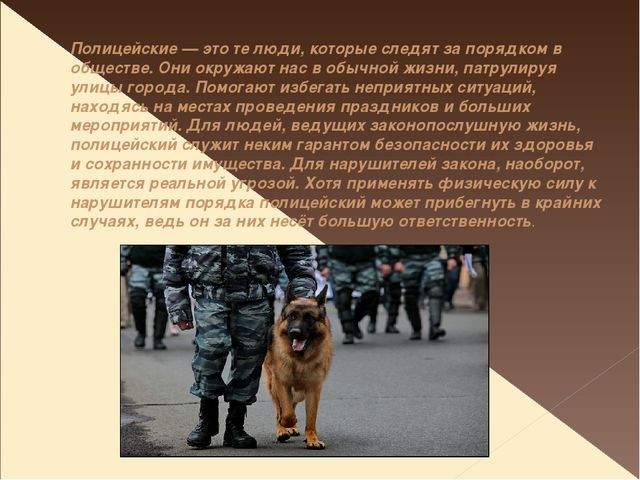 Полицейские — это те люди, которые следят за порядком в
обществе. Они окружают нас в обычной жизни, патрулируя
улицы города. Помогают избегать неприятных ситуаций,
находясь на местах проведения праздников и больших
мероприятий. Для людей, ведущих законопослушную жизнь,
полицейский служит неким гарантом безопасности их здоровья
и сохранности имущества. Для нарушителей закона, наоборот,
является реальной угрозой. Хотя применять физическую силу к
нарушителям порядка полицейский может прибегнуть в крайних
случаях, ведь он за них несёт большую ответственность.